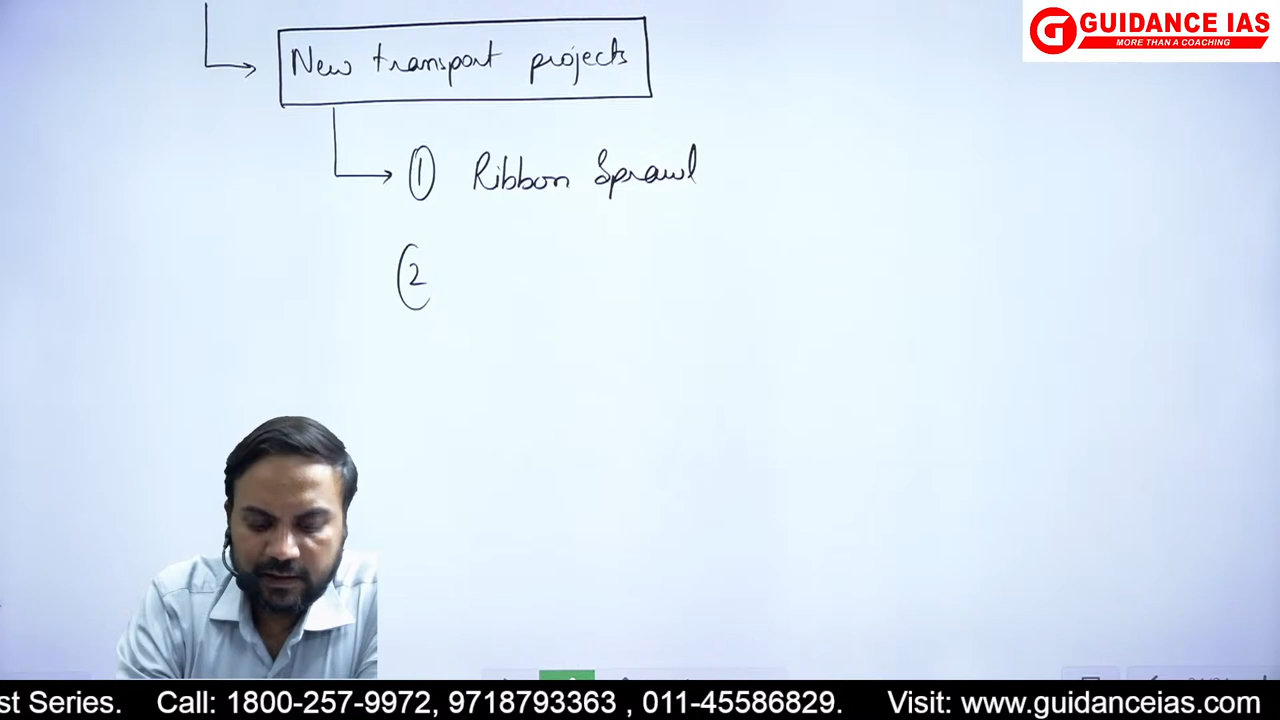 GUIDANCE IAS
MORE THAN A COACHING
New transport projects
1 Ribbon Sprawl
2
st Series. Call: 1800-257-9972, 9718793363 , 011-45586829. Visit: www.guidanceias.com